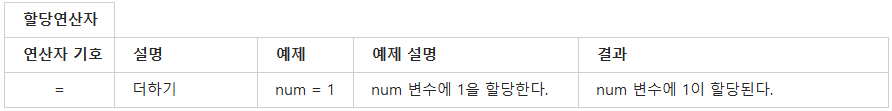 할당연산자
연산자 기호 설명 예제 예제 설명 결과
= 더하기 num = 1 num 변수에 1을 할당한다. num 변수에 1이 할당된다.